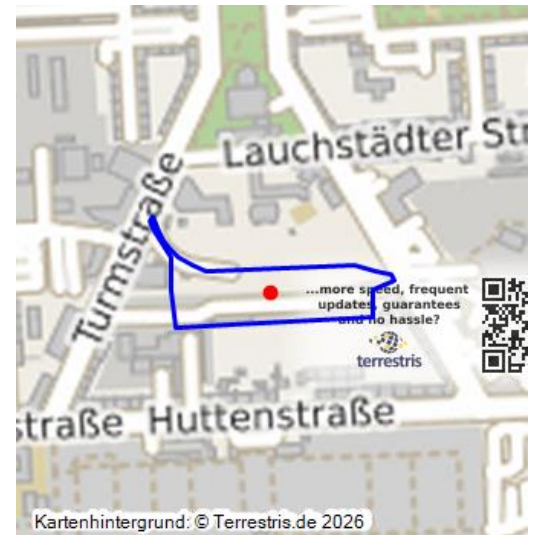 Lauchstädter Str
Turmstraße
...more speed, frequent
updates, guarantees
and no hassle?
terrestris
straße Huttenstraße
Kartenhintergrund: © Terrestris.de 2026